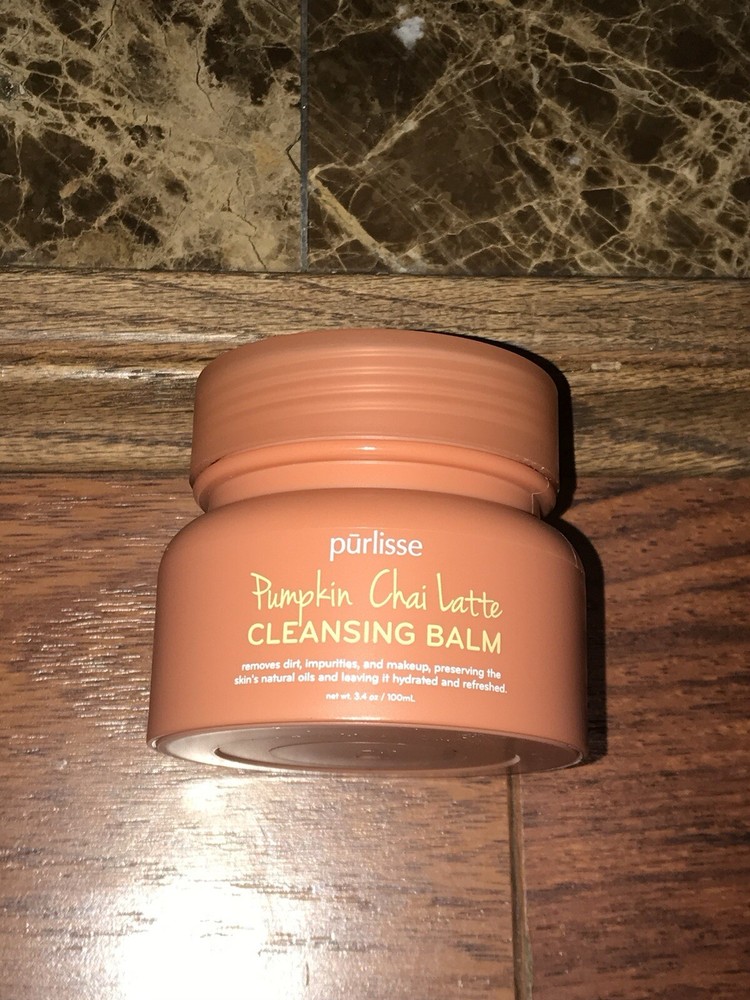 pūrlisse
Pumpkin Chai Latte
CLEANSING BALM
removes dirt, impurities, and makeup, preserving the
skin's natural oils and leaving it hydrated and refreshed.
net wt. 3.4 oz / 100mL